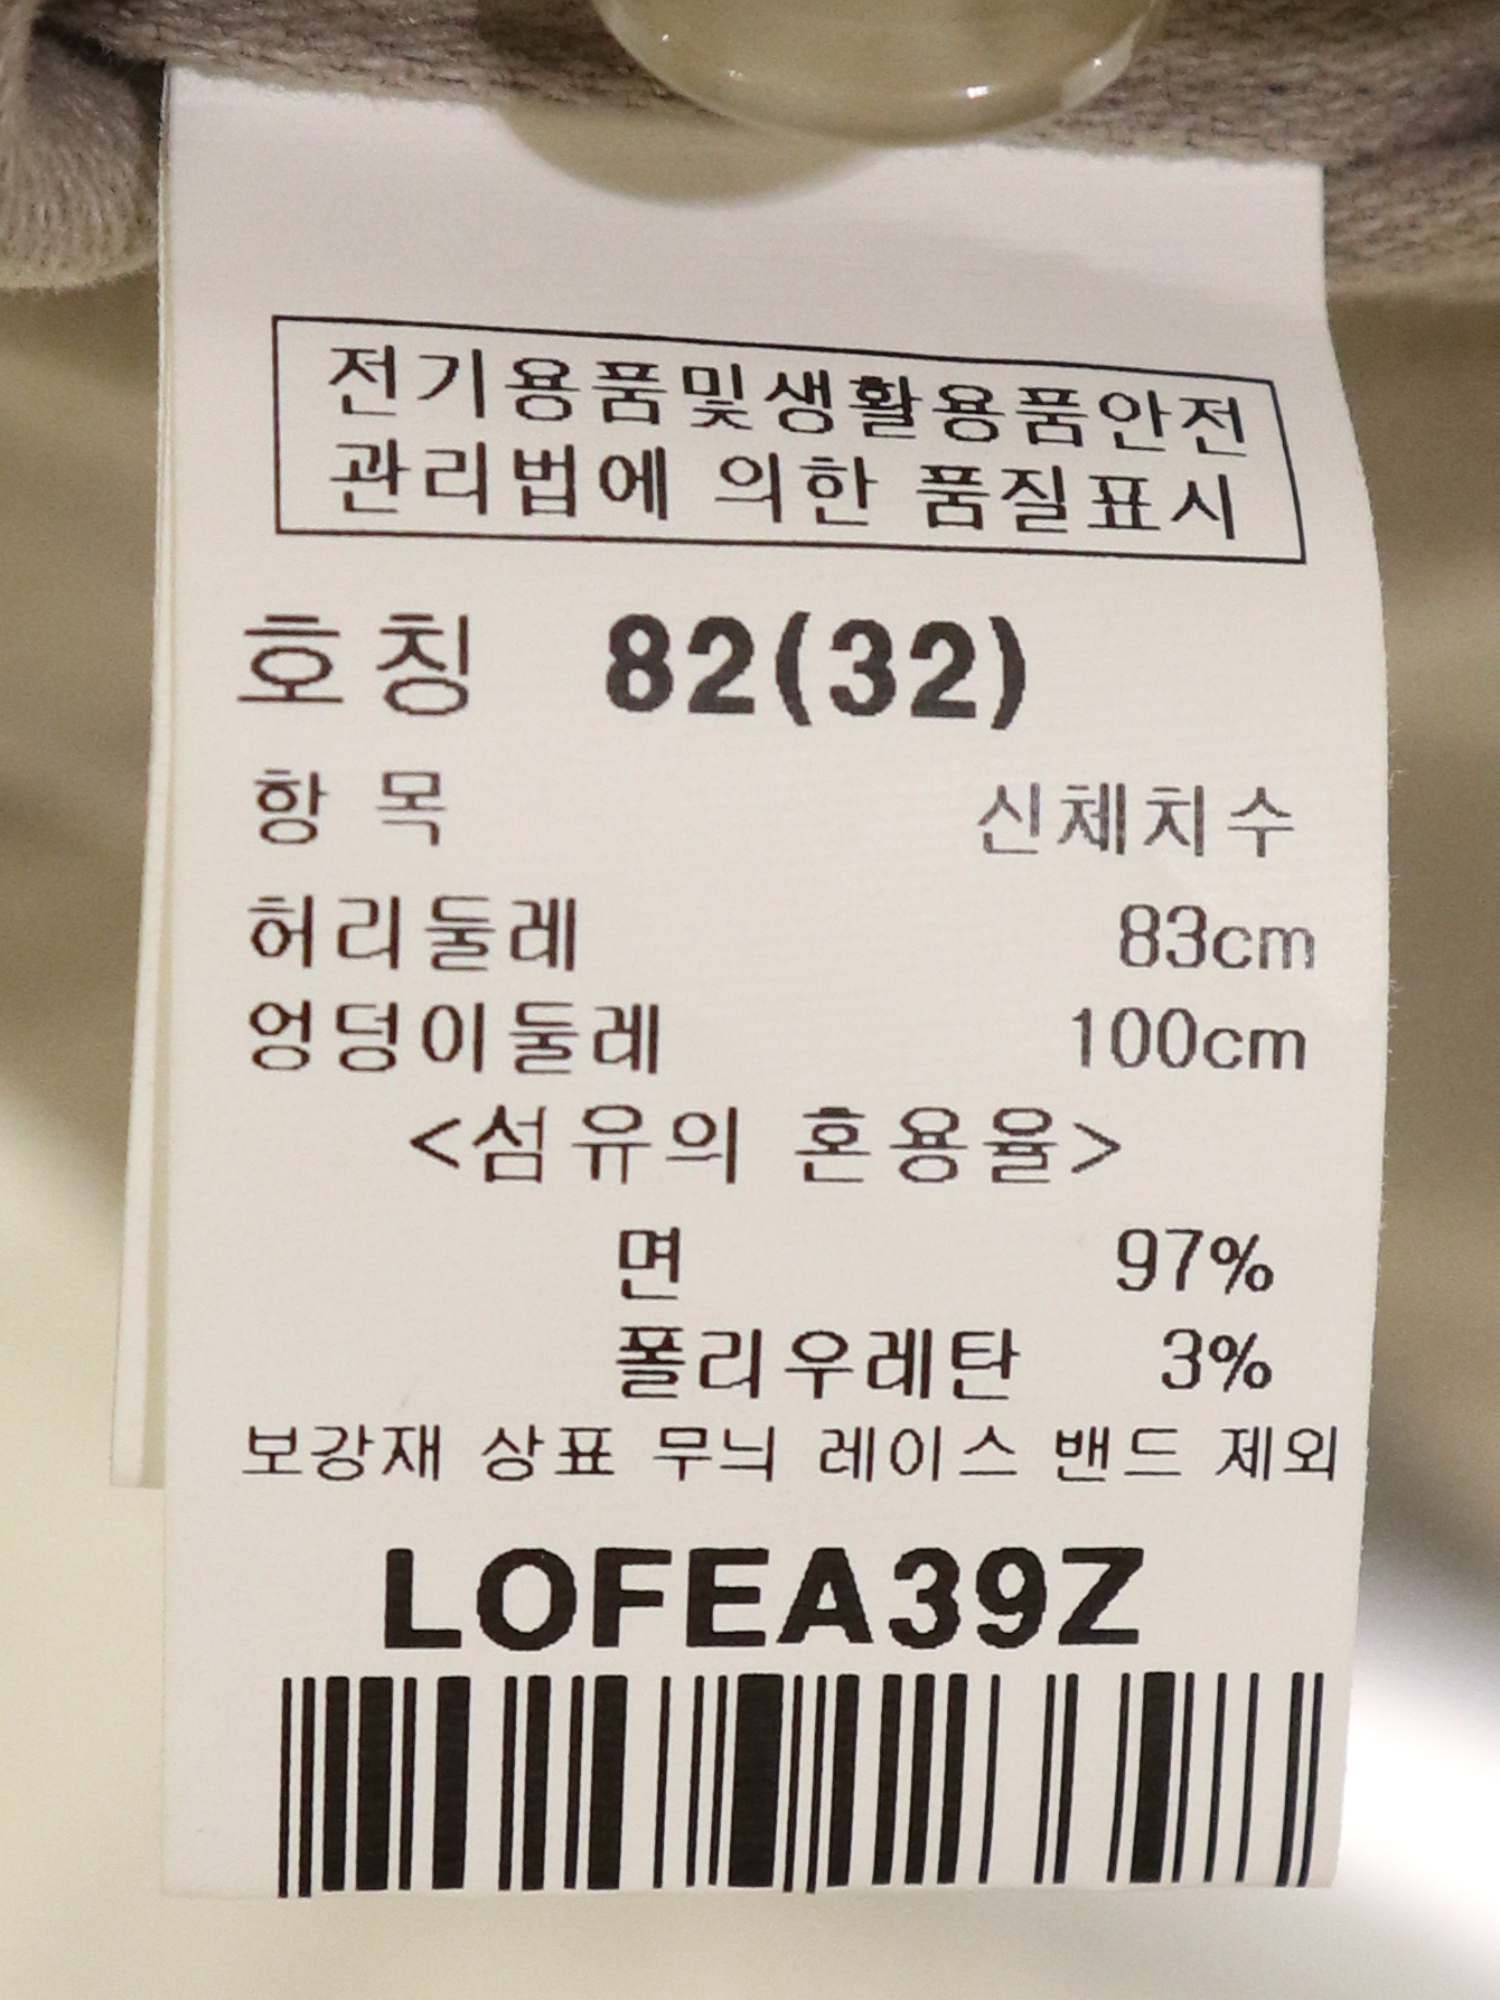 전기용품및생활용품안전
관리법에 의한 품질표시
호칭 82(32)
항 목 신체치수
허리둘레 83cm
엉덩이둘레 100cm
<섬유의 혼용율>
면 97%
폴리우레탄 3%
보강재 상표 무늬 레이스 밴드 제외
LOFEA39Z